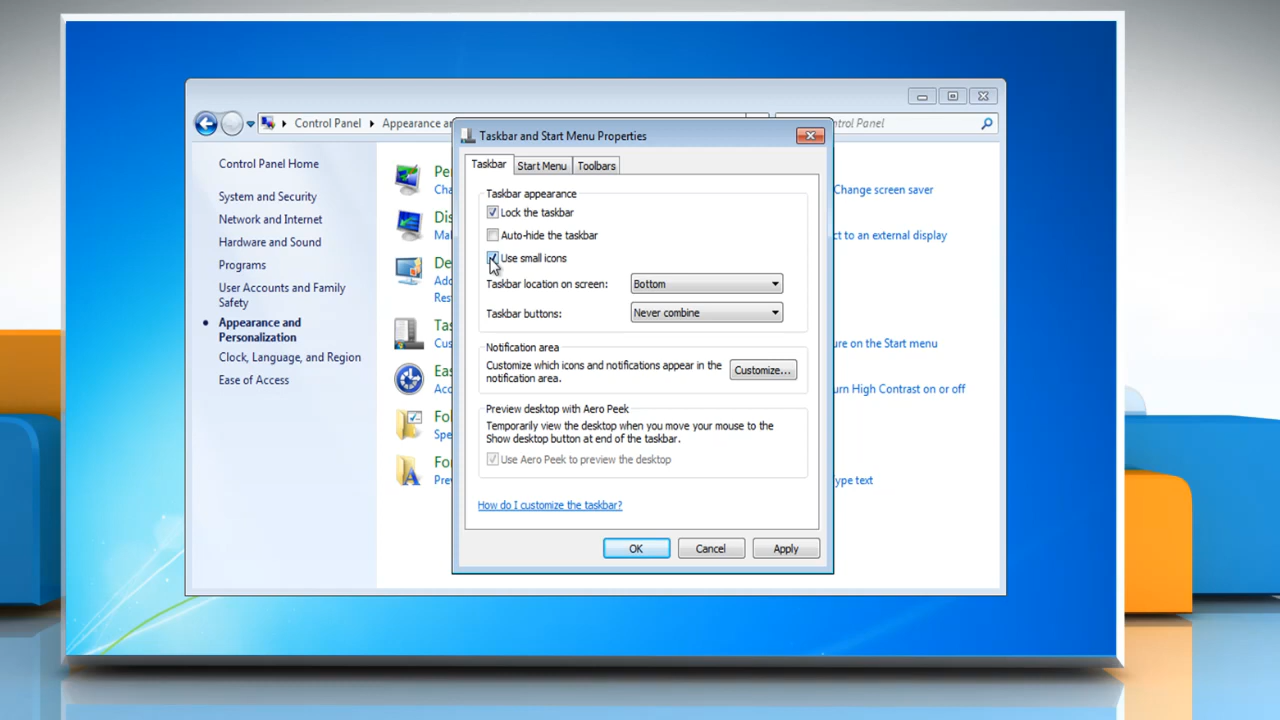 Control Panel
Appearance
Control Panel
Taskbar and Start Menu Properties
Taskbar
Start Menu
Toolbars
Taskbar appearance
Lock the taskbar
Auto-hide the taskbar
Use small icons
Taskbar location on screen:
Bottom
Taskbar buttons:
Never combine
Notification area
Customize which icons and notifications appear in the
notification area.
Customize...
Preview desktop with Aero Peek
Temporarily view the desktop when you move your mouse to the
Show desktop button at end of the taskbar.
Use Aero Peek to preview the desktop
How do I customize the taskbar?
OK
Cancel
Apply
Control Panel Home
System and Security
Network and Internet
Hardware and Sound
Programs
User Accounts and Family
Safety
Appearance and
Personalization
Clock, Language, and Region
Ease of Access
Change screen saver
to an external display
on the Start menu
High Contrast on or off
type text